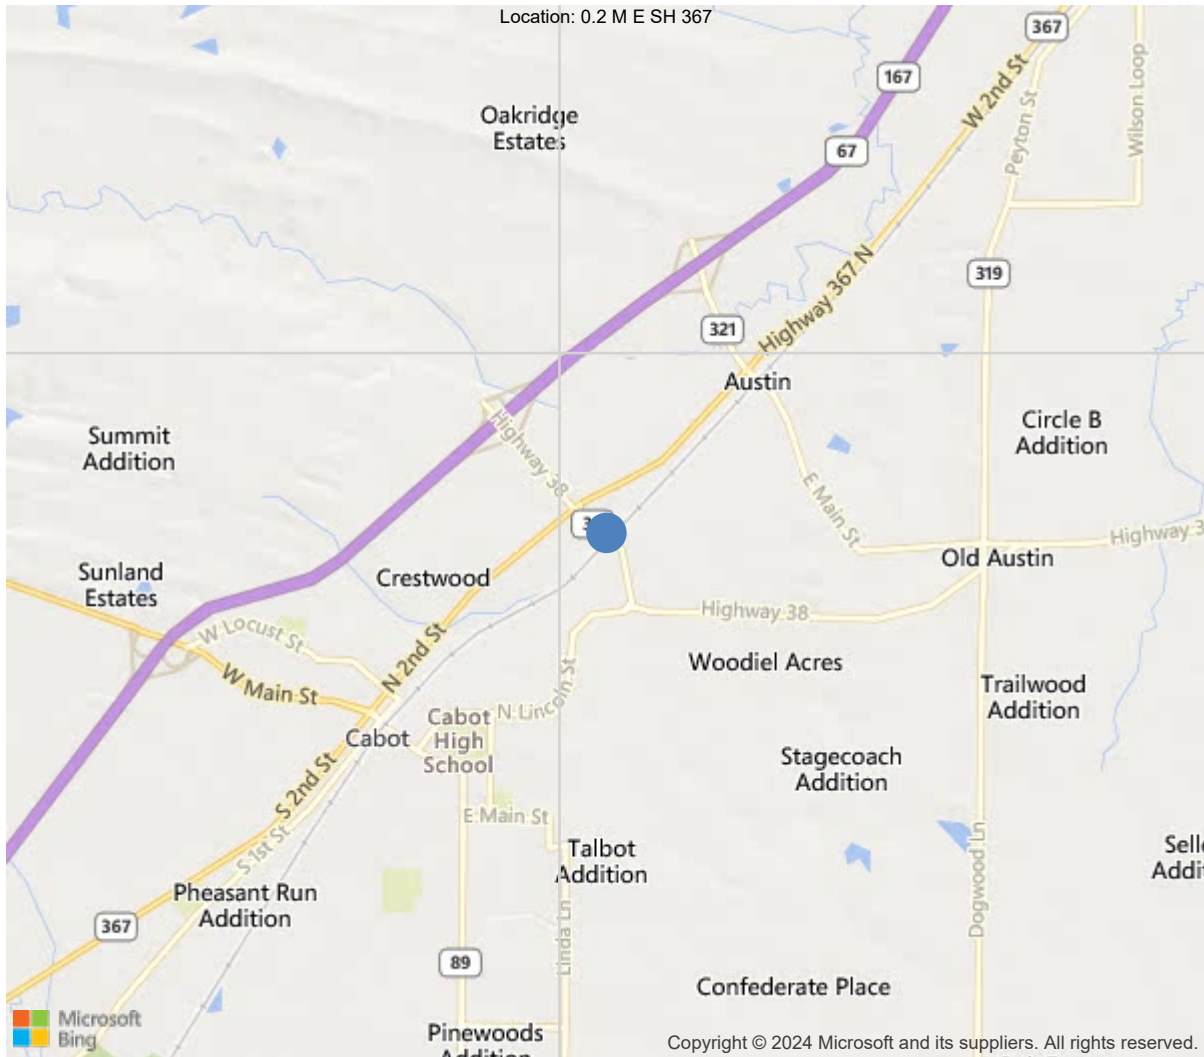 Location: 0.2 M E SH 367
367
167
W 2nd St
Wilson Loop
Peyton St
Oakridge
Estates
67
319
Highway 367 N
321
Austin
Circle B
Addition
Summit
Addition
Highway 38
E Main St
Highway
Old Austin
Sunland
Estates
Crestwood
Highway 38
W Locust St
N 2nd St
W Main St
Woodiel Acres
Trailwood
Addition
N Lincoln St
Cabot
High
School
Cabot
Stagecoach
Addition
S 2nd St
E Main St
S 1st St
Talbot
Addition
Dogwood Ln
Pheasant Run
Addition
367
Linda Ln
89
Confederate Place
Microsoft
Bing
Pinewoods
Addition
Copyright © 2024 Microsoft and its suppliers. All rights reserved.